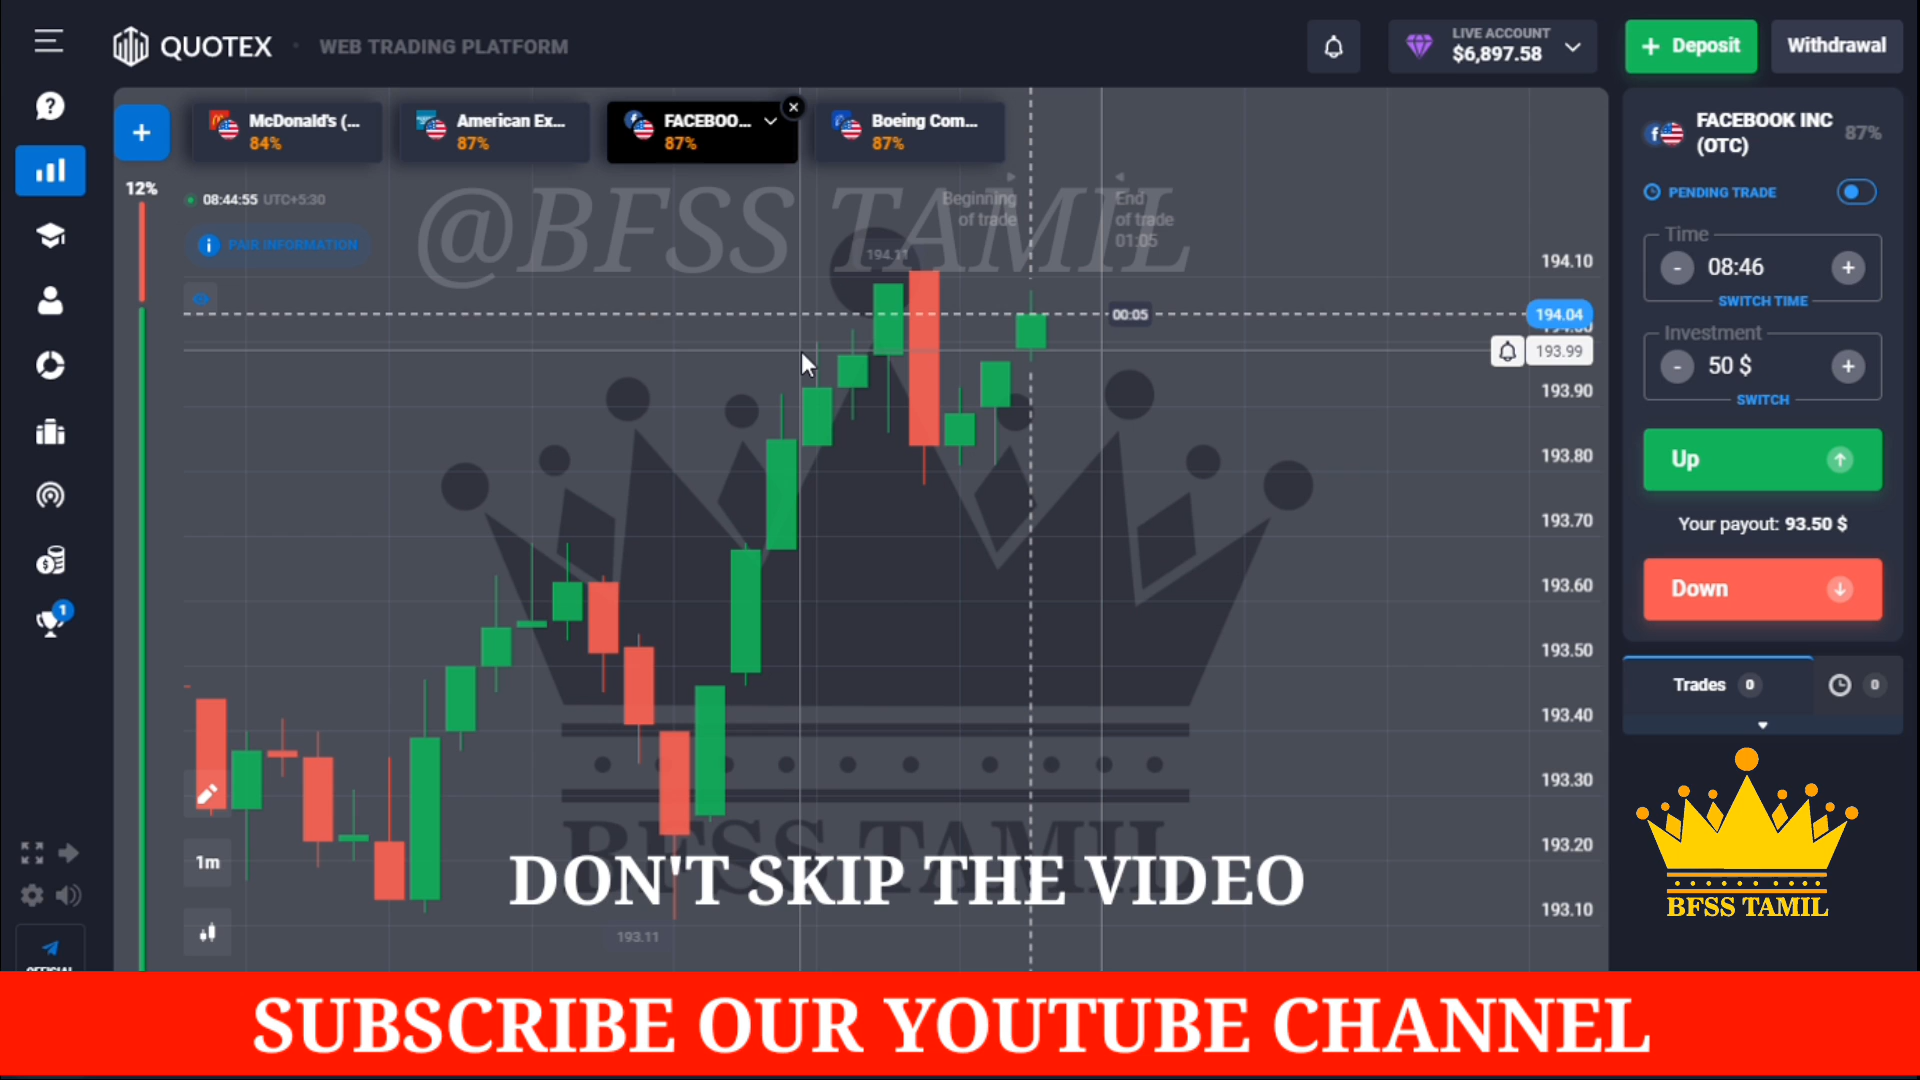 QUOTEX
WEB TRADING PLATFORM
LIVE ACCOUNT
$6,897.58
+ Deposit
Withdrawal
McDonald's (...
84%
American Ex...
87%
FACEBOO...
87%
Boeing Com...
87%
12%
08:44:55 UTC+5:30
PAIR INFORMATION
@BFSS TAMIL
Beginning
of trade
End
of trade
01:05
194.11
00:05
194.10
194.04
193.99
193.90
193.80
193.70
193.60
193.50
193.40
193.30
193.20
193.10
193.11
1m
BFSS TAMIL
DON'T SKIP THE VIDEO
FACEBOOK INC
(OTC)
87%
PENDING TRADE
Time
- 08:46 +
SWITCH TIME
Investment
- 50 $ +
SWITCH
Up
Your payout: 93.50 $
Down
Trades 0
0
1
BFSS TAMIL
SUBSCRIBE OUR YOUTUBE CHANNEL